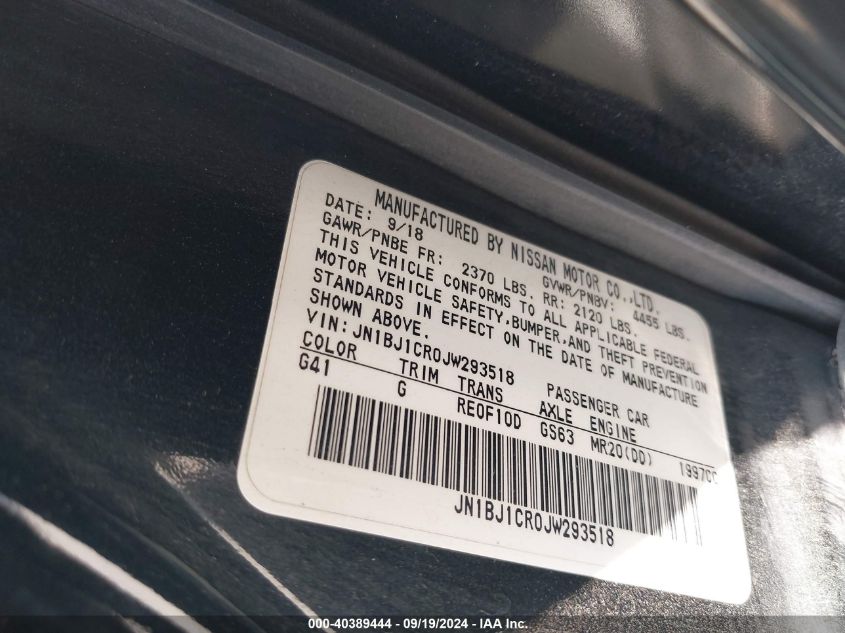 MANUFACTURED BY NISSAN MOTOR CO.,LTD.
DATE: 9/18 GVWR/PNBV: 4455 LBS.
GAWR/PNBE FR: 2370 LBS. RR: 2120 LBS.
THIS VEHICLE CONFORMS TO ALL APPLICABLE FEDERAL
MOTOR VEHICLE SAFETY,BUMPER,AND THEFT PREVENTION
STANDARDS IN EFFECT ON THE DATE OF MANUFACTURE
SHOWN ABOVE.
VIN:JN1BJ1CR0JW293518 PASSENGER CAR
COLOR TRIM TRANS AXLE ENGINE
G41 G RE0F10D GS63 MR20(DD) 1997CC
JN1BJ1CR0JW293518
000-40389444 - 09/19/2024 - IAA Inc.